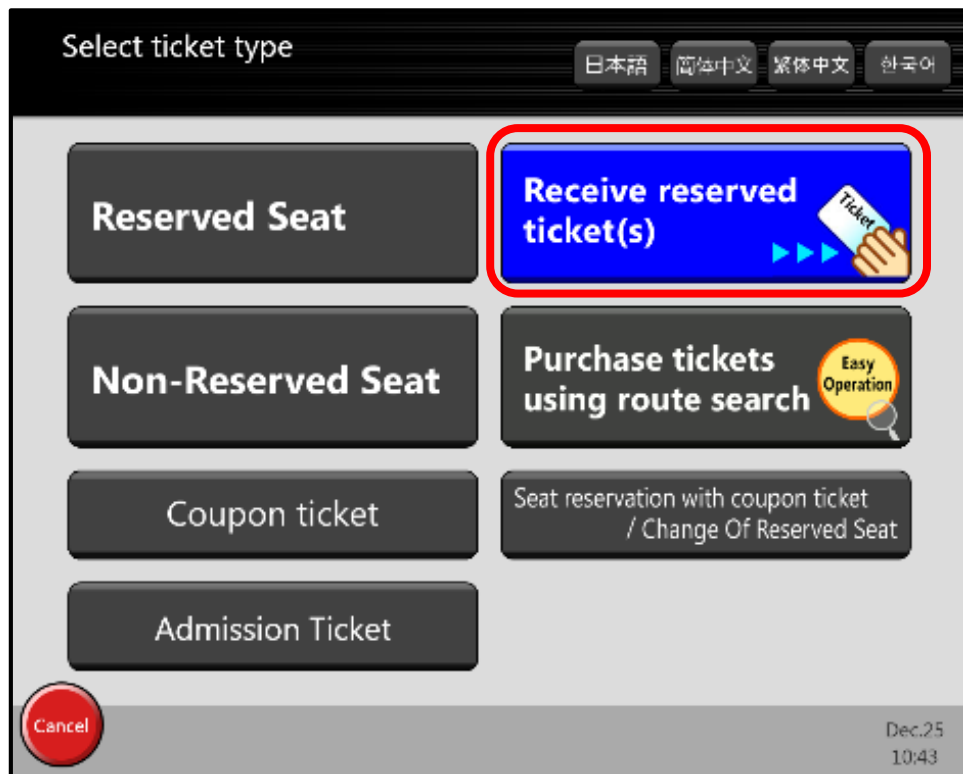 Select ticket type
日本語 简体中文 繁体中文 한국어
Reserved Seat
Receive reserved
ticket(s)
Ticket
Non-Reserved Seat
Purchase tickets
using route search
Easy
Operation
Coupon ticket
Seat reservation with coupon ticket
/ Change Of Reserved Seat
Admission Ticket
Cancel
Dec.25
10:43